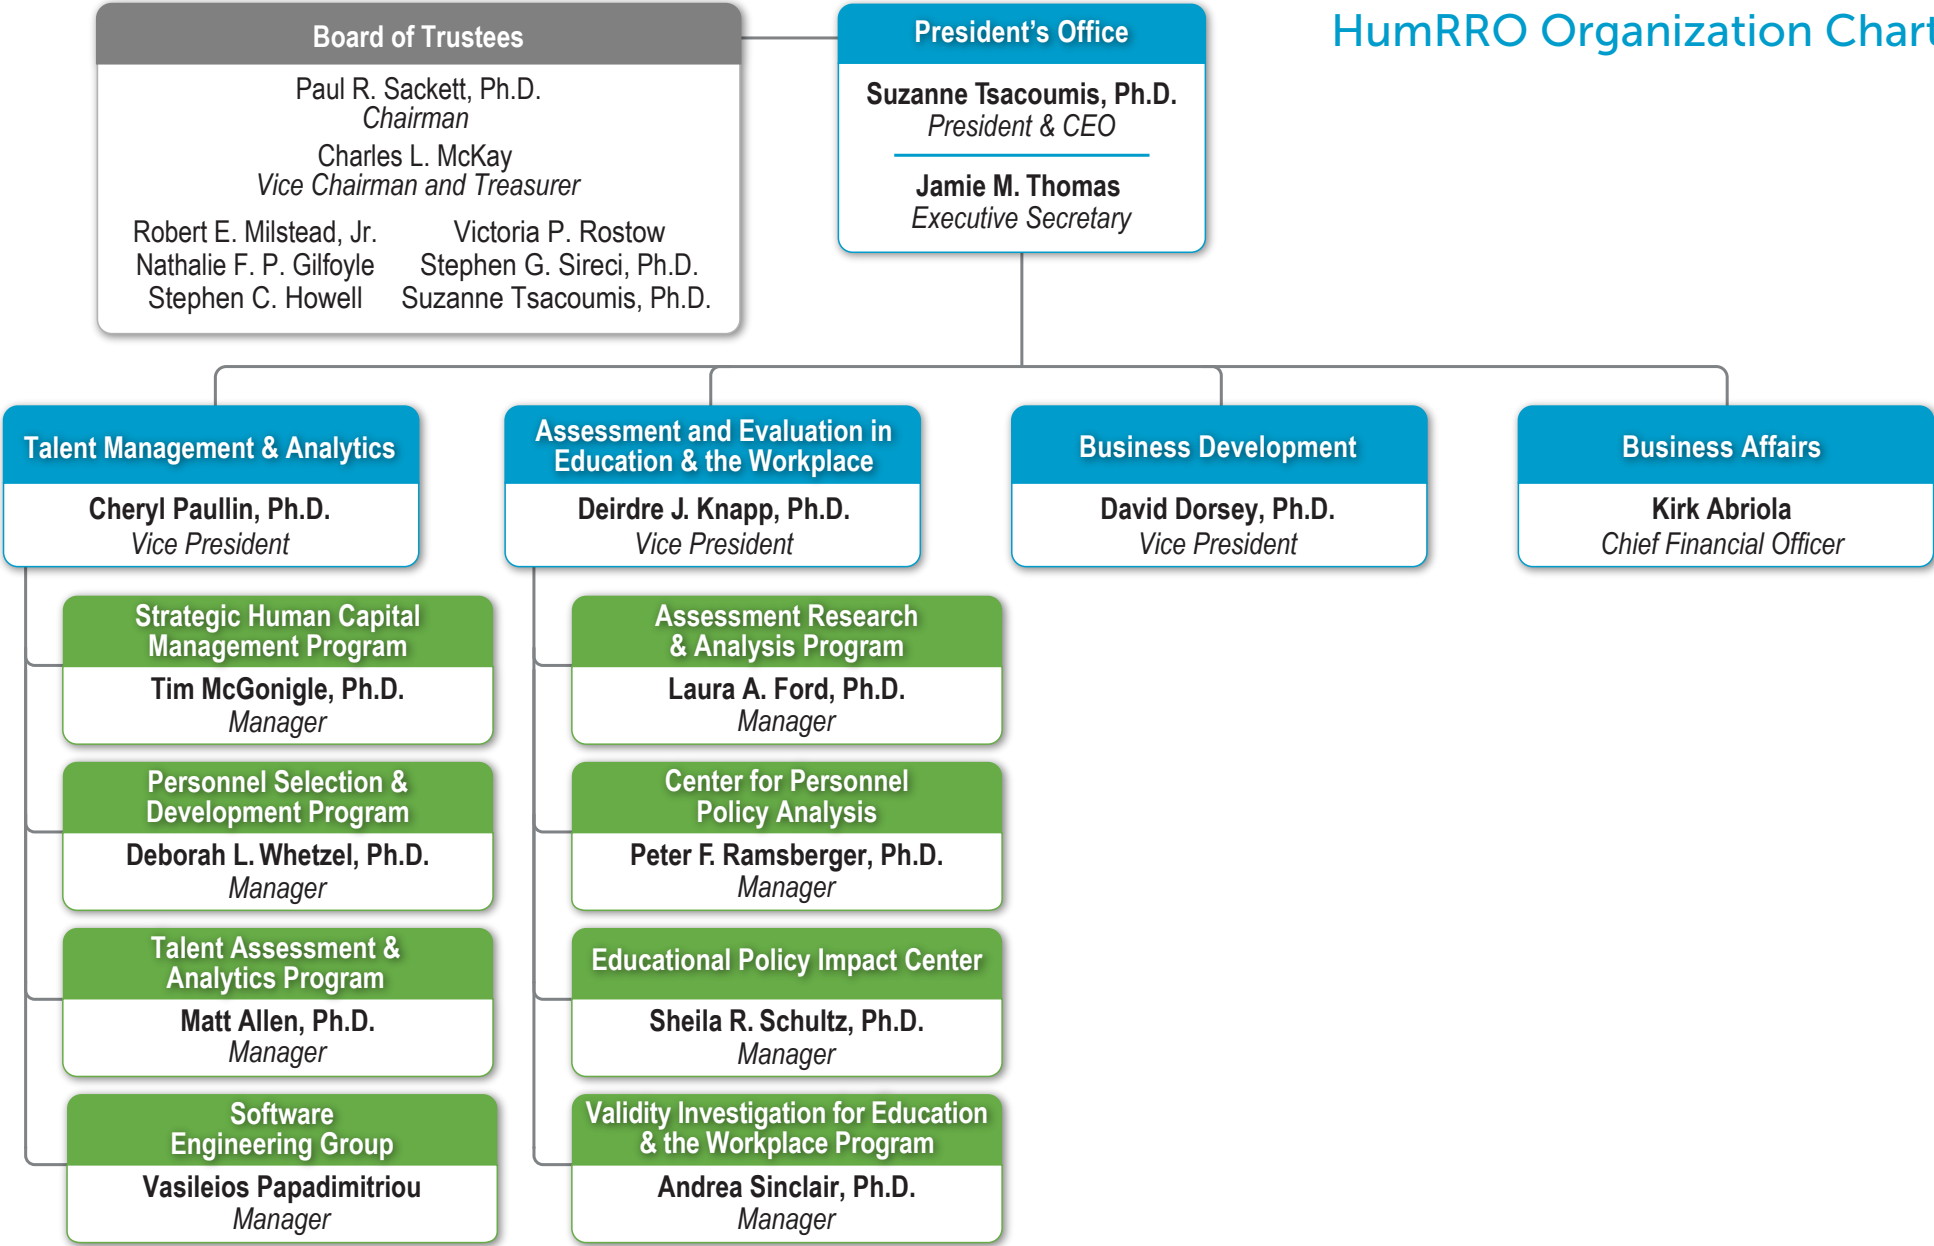 HumRRO Organization Chart
Board of Trustees
Paul R. Sackett, Ph.D.
Chairman
Charles L. McKay
Vice Chairman and Treasurer
Robert E. Milstead, Jr.
Nathalie F. P. Gilfoyle
Stephen C. Howell
Victoria P. Rostow
Stephen G. Sireci, Ph.D.
Suzanne Tsacoumis, Ph.D.
President's Office
Suzanne Tsacoumis, Ph.D.
President & CEO
Jamie M. Thomas
Executive Secretary
Talent Management & Analytics
Cheryl Paullin, Ph.D.
Vice President
Strategic Human Capital
Management Program
Tim McGonigle, Ph.D.
Manager
Personnel Selection &
Development Program
Deborah L. Whetzel, Ph.D.
Manager
Talent Assessment &
Analytics Program
Matt Allen, Ph.D.
Manager
Software
Engineering Group
Vasileios Papadimitriou
Manager
Assessment and Evaluation in
Education & the Workplace
Deirdre J. Knapp, Ph.D.
Vice President
Assessment Research
& Analysis Program
Laura A. Ford, Ph.D.
Manager
Center for Personnel
Policy Analysis
Peter F. Ramsberger, Ph.D.
Manager
Educational Policy Impact Center
Sheila R. Schultz, Ph.D.
Manager
Validity Investigation for Education
& the Workplace Program
Andrea Sinclair, Ph.D.
Manager
Business Development
David Dorsey, Ph.D.
Vice President
Business Affairs
Kirk Abriola
Chief Financial Officer